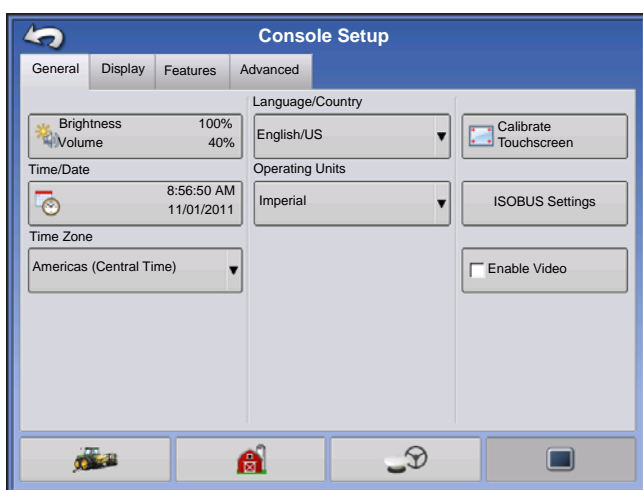 Console Setup
General
Display
Features
Advanced
Brightness 100%
Volume 40%
Time/Date
8:56:50 AM
11/01/2011
Time Zone
Americas (Central Time)
Language/Country
English/US
Operating Units
Imperial
Calibrate
Touchscreen
ISOBUS Settings
Enable Video